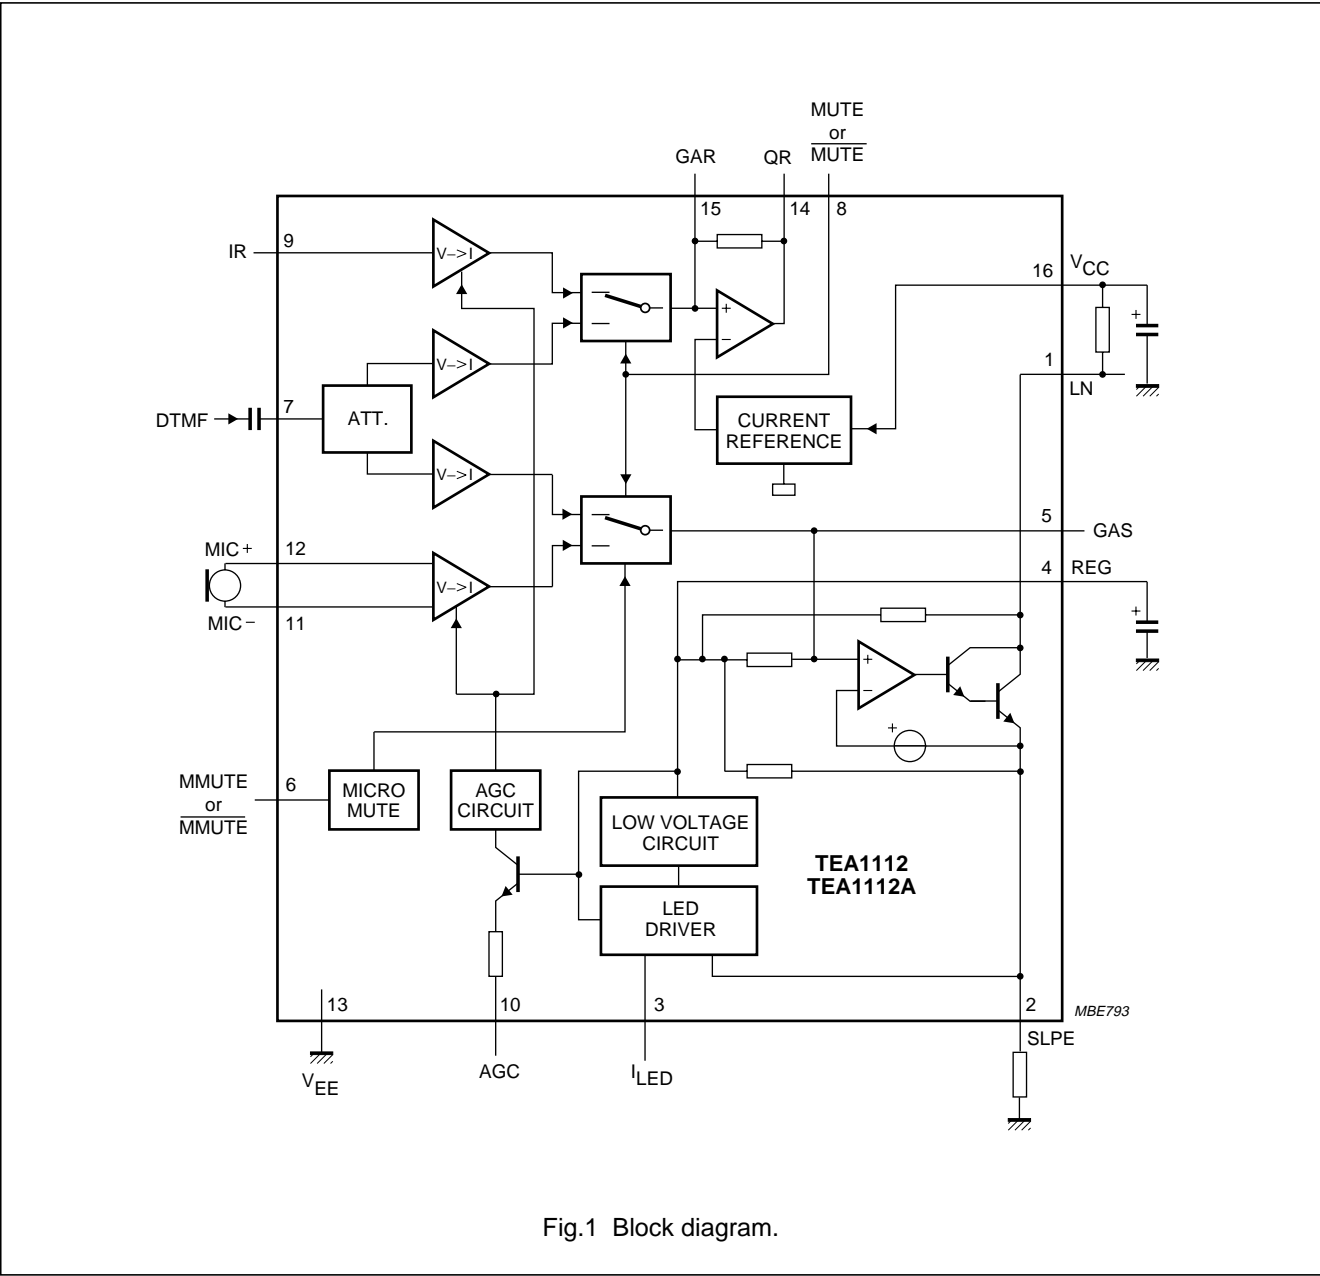 MUTE
or
MUTE
GAR
QR
15
14
8
IR
9
V–>I
16
VCC
+
–
+
V–>I
1
LN
DTMF
7
ATT.
CURRENT
REFERENCE
V–>I
5
GAS
MIC+
12
4
REG
V–>I
MIC–
11
+
+
–
+
MMUTE
or
MMUTE
6
MICRO
MUTE
AGC
CIRCUIT
LOW VOLTAGE
CIRCUIT
TEA1112
TEA1112A
LED
DRIVER
13
10
3
2
MBE793
SLPE
VEE
AGC
ILED
Fig.1 Block diagram.